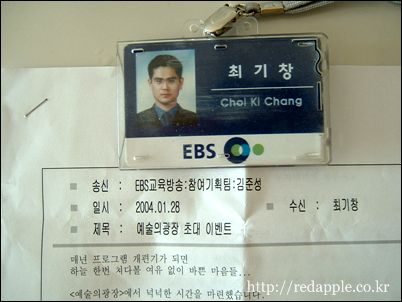 최 기 창
Choi Ki Chang
EBS
■ 송신 : EBS교육방송:참여기획팀:김준성
■ 일시 : 2004.01.28 ■ 수신 : 최기창
■ 제목 : 예술의광장 초대 이벤트
매년 프로그램 개편기가 되면
하늘 한번 쳐다볼 여유 없이 바쁜 마음들...
<예술의광장>에서 넉넉한 시간을 마련했습니다.
http://redapple.co.kr